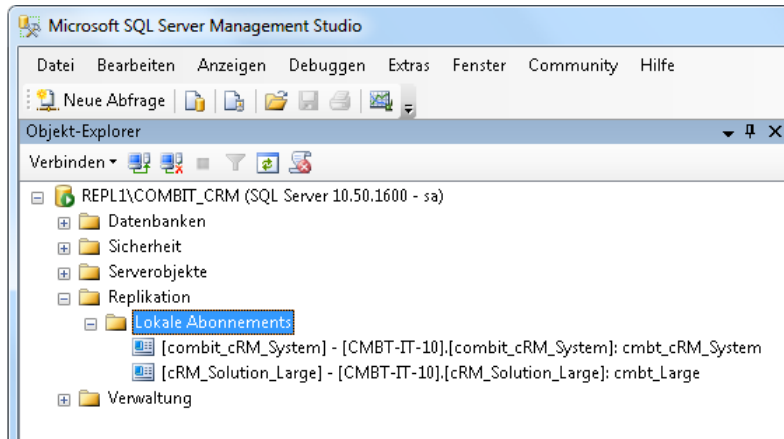 Microsoft SQL Server Management Studio
Datei Bearbeiten Anzeigen Debuggen Extras Fenster Community Hilfe
Neue Abfrage
Objekt-Explorer
Verbinden
REPL1\COMBIT_CRM (SQL Server 10.50.1600 - sa)
Datenbanken
Sicherheit
Serverobjekte
Replikation
Lokale Abonnements
[combit_cRM_System] - [CMBT-IT-10].[combit_cRM_System]: cmbt_cRM_System
[cRM_Solution_Large] - [CMBT-IT-10].[cRM_Solution_Large]: cmbt_Large
Verwaltung